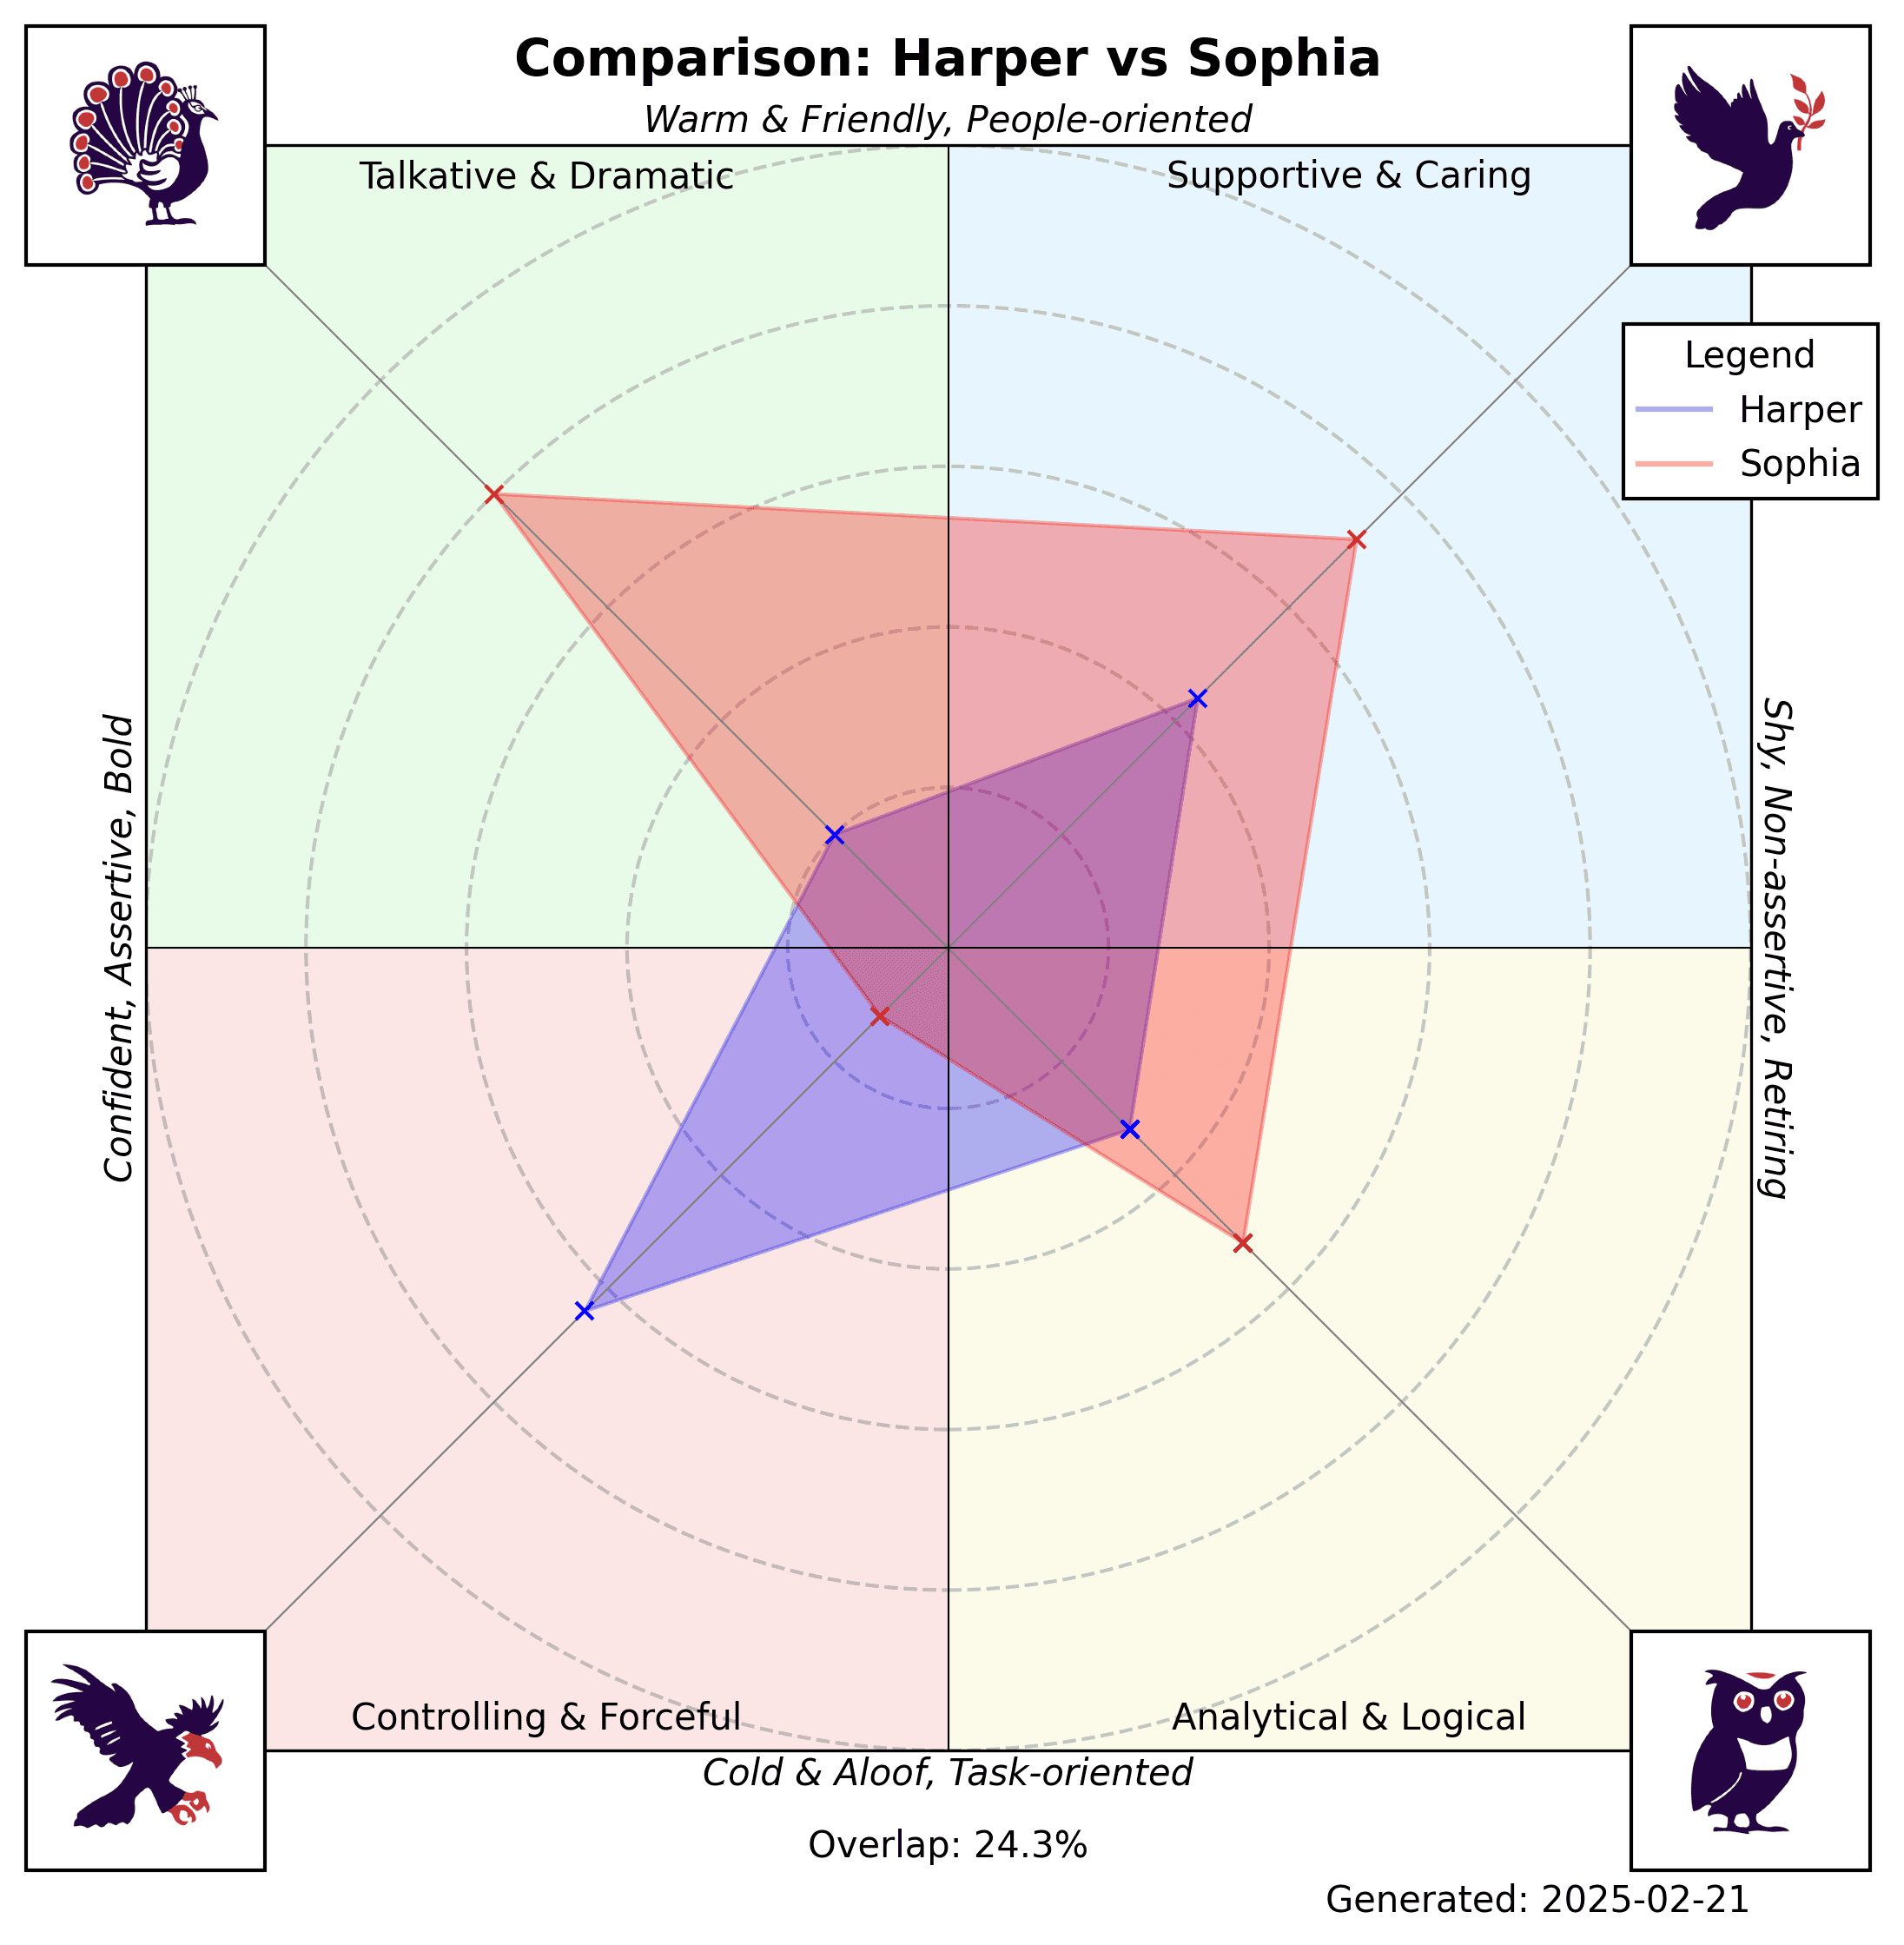 Comparison: Harper vs Sophia
Warm & Friendly, People-oriented
Talkative & Dramatic
Supportive & Caring
Legend
Harper
Sophia
Confident, Assertive, Bold
Shy, Non-assertive, Retiring
Controlling & Forceful
Analytical & Logical
Cold & Aloof, Task-oriented
Overlap: 24.3%
Generated: 2025-02-21